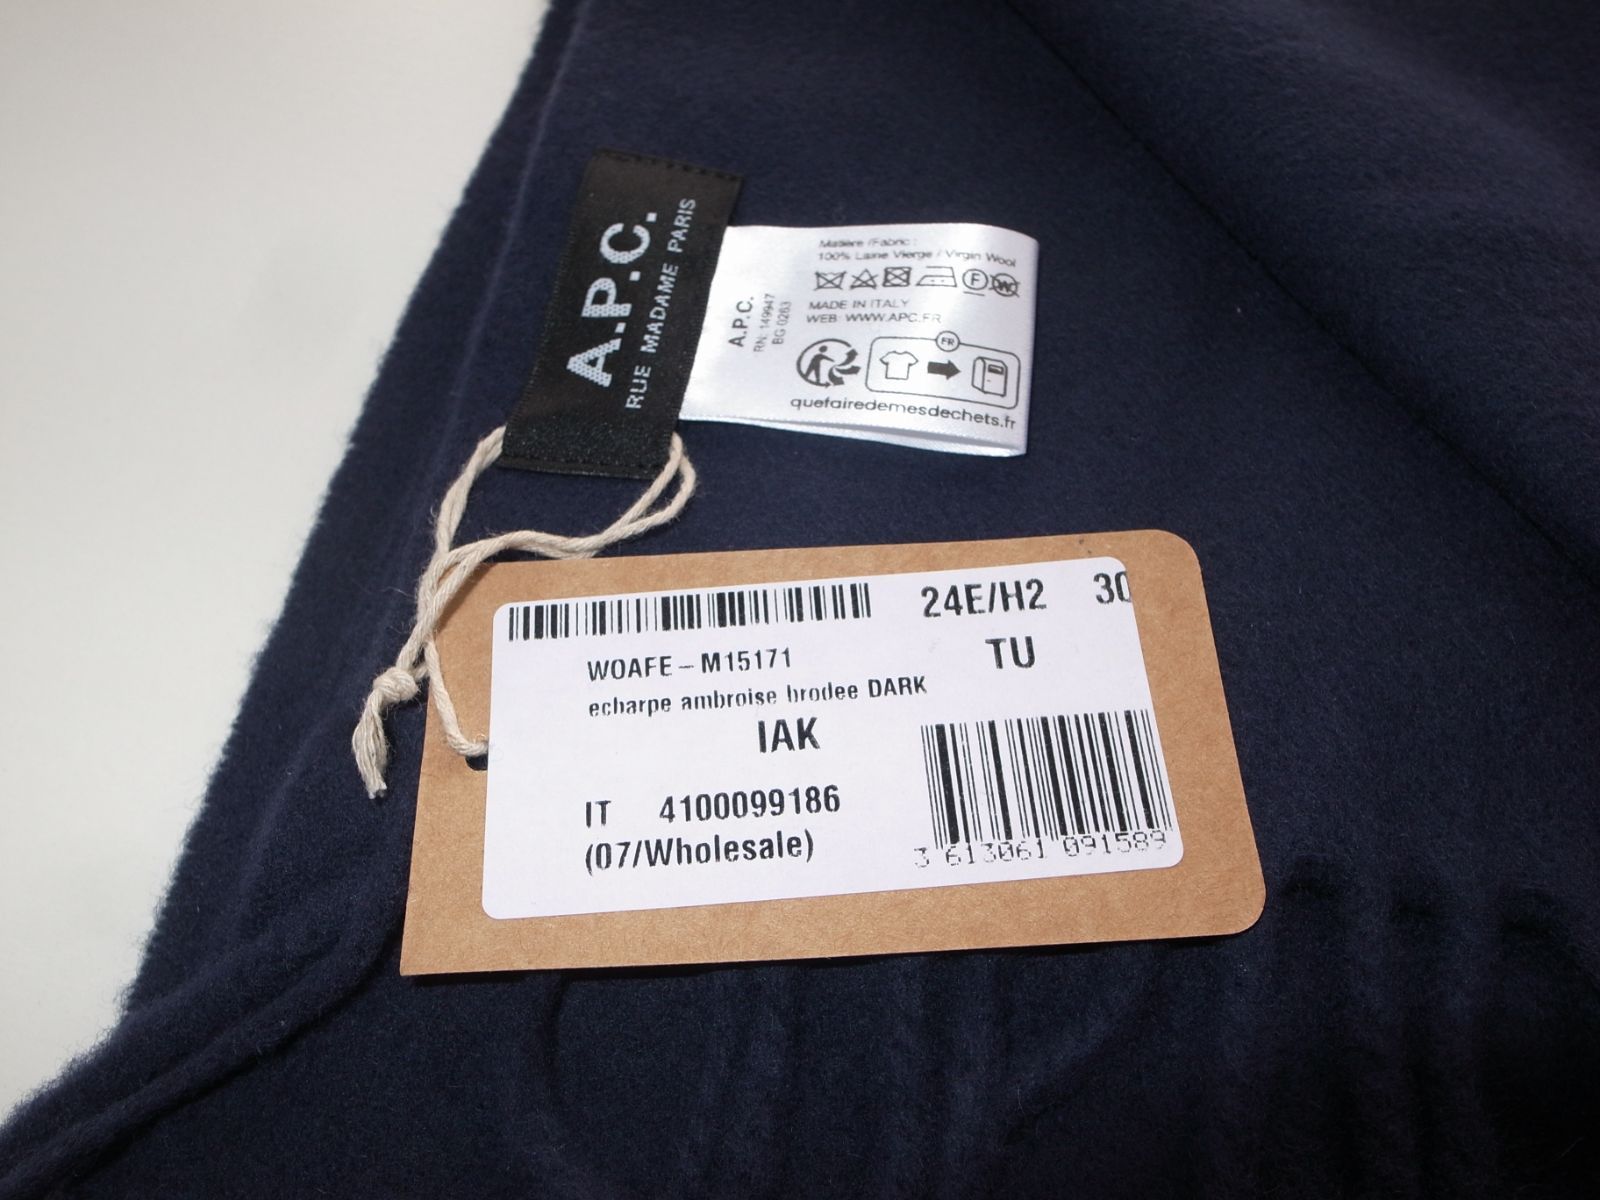 A.P.C.
RUE MADAME PARIS
A.P.C.
RN: 149947
BG 0263
Matière /Fabric :
100% Laine Vierge / Virgin Wool
F W
MADE IN ITALY
WEB: WWW.APC.FR
FR
quefairedemesdechets.fr
24E/H2 30
WOAFE – M15171
TU
echarpe ambroise brodee DARK
IAK
IT 4100099186
(07/Wholesale)
3 613061 091589